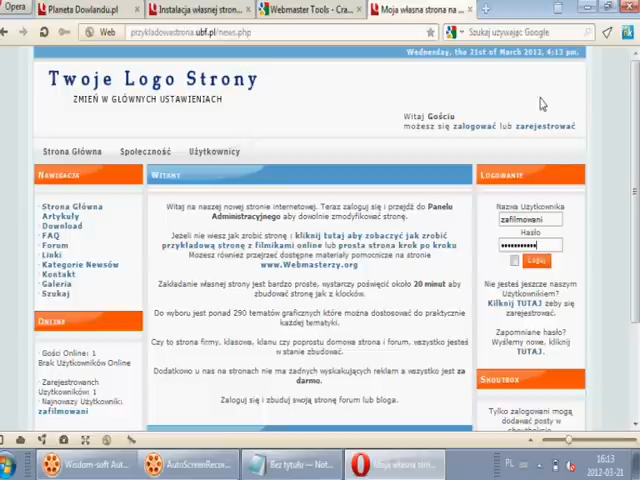 Opera
Planeta Dowlandu.pl
Instalacja własnej stron...
Webmaster Tools - Cra...
Moja własna strona na ...
Web
przykladowastrona.ubf.pl/news.php
Szukaj używając Google
Wednesday, the 21st of March 2012, 4:13 pm.
Twoje Logo Strony
ZMIEŃ W GŁÓWNYCH USTAWIENIACH
Witaj Gościu
możesz się zalogować lub zarejestrować
Strona Główna
Społeczność
Użytkownicy
Nawigacja
Strona Główna
Artykuły
Download
FAQ
Forum
Linki
Kategorie Newsów
Kontakt
Galeria
Szukaj
Online
Gości Online: 1
Brak Użytkowników Online
Zarejestrowanch
Użytkowników: 1
Najnowszy Użytkownik:
zafilmowani
Witamy
Witaj na naszej nowej stronie internetowej. Teraz zaloguj się i przejdź do Panelu
Administracyjnego aby dowolnie zmodyfikować stronę.
Jeżeli nie wiesz jak zrobić stronę i kliknij tutaj aby zobaczyć jak zrobić
przykładową stronę z filmikami online lub prosta strona krok po kroku
Możesz również przejrzeć dostępne materiały pomocnicze na stronie
www.Webmasterzy.org
Zakładanie własnej strony jest bardzo proste, wystarczy poświęcić około 20 minut aby
zbudować stronę jak z klocków.
Do wyboru jest ponad 290 tematów graficznych które można dostosować do praktycznie
każdej tematyki.
Czy to strona firmy, klasowa, klanu czy poprostu domowa strona i forum, wszystko jesteś
w stanie zbudować.
Dodatkowo u nas na stronach nie ma żadnych wyskakujących reklam a wszystko jest za
darmo.
Zaloguj się i zbuduj swoją stronę forum lub bloga.
Logowanie
Nazwa Użytkownika
zafilmowani
Hasło
Loguj
Nie jesteś jeszcze naszym
Użytkownikiem?
Kilknij TUTAJ żeby się
zarejestrować.
Zapomniane hasło?
Wyślemy nowe, kliknij
TUTAJ.
Shoutbox
Tylko zalogowani mogą
dodawać posty w
Wisdom-soft Aut...
AutoScreenRecor...
Bez tytułu — Not...
Moja własna stro...
PL
16:13
2012-03-21